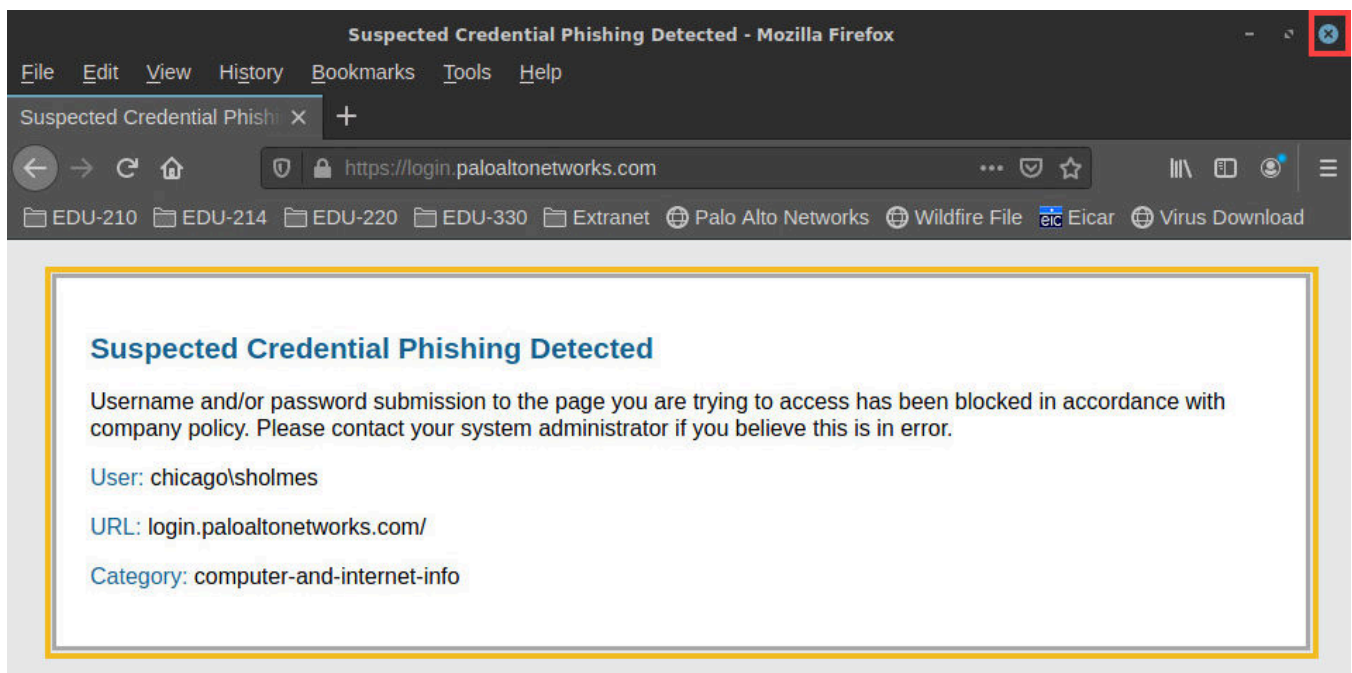 Suspected Credential Phishing Detected - Mozilla Firefox
File Edit View History Bookmarks Tools Help
Suspected Credential Phishi
https://login.paloaltonetworks.com
EDU-210 EDU-214 EDU-220 EDU-330 Extranet Palo Alto Networks Wildfire File eic Eicar Virus Download
Suspected Credential Phishing Detected
Username and/or password submission to the page you are trying to access has been blocked in accordance with
company policy. Please contact your system administrator if you believe this is in error.
User: chicago\sholmes
URL: login.paloaltonetworks.com/
Category: computer-and-internet-info